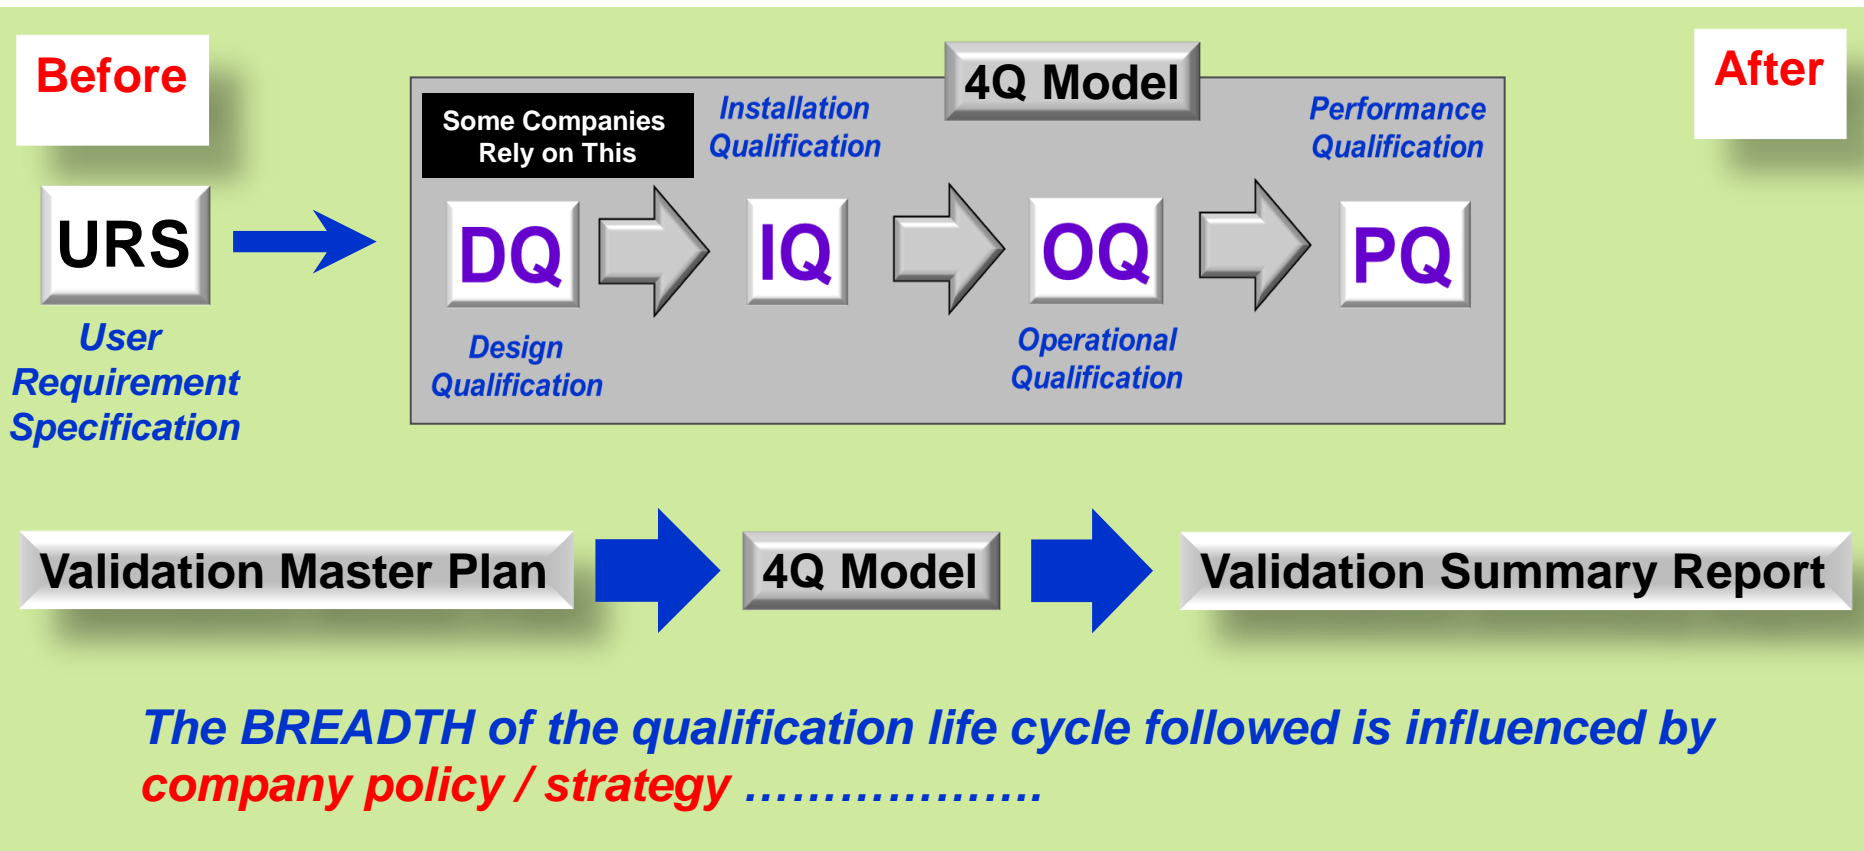 Before
4Q Model
After
Some Companies
Rely on This
Installation
Qualification
Performance
Qualification
URS
DQ
IQ
OQ
PQ
User
Requirement
Specification
Design
Qualification
Operational
Qualification
Validation Master Plan
4Q Model
Validation Summary Report
The BREADTH of the qualification life cycle followed is influenced by
company policy / strategy ……………….